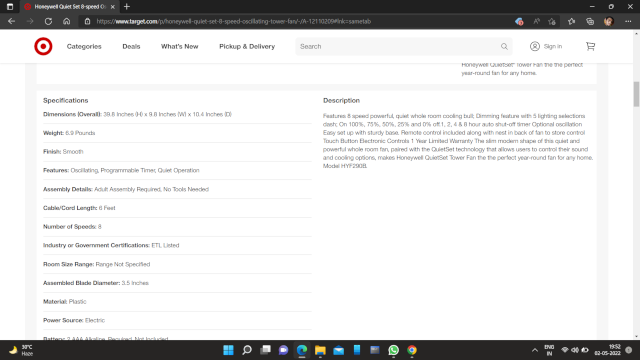 Honeywell Quiet Set 8-speed Os
https://www.target.com/p/honeywell-quiet-set-8-speed-oscillating-tower-fan/-/A-12110209#lnk=sametab
Categories Deals What's New Pickup & Delivery Search Sign in
Honeywell QuietSet® Tower Fan the the perfect
year-round fan for any home.
Specifications
Dimensions (Overall): 39.8 Inches (H) x 9.8 Inches (W) x 10.4 Inches (D)
Weight: 6.9 Pounds
Finish: Smooth
Features: Oscillating, Programmable Timer, Quiet Operation
Assembly Details: Adult Assembly Required, No Tools Needed
Cable/Cord Length: 6 Feet
Number of Speeds: 8
Industry or Government Certifications: ETL Listed
Room Size Range: Range Not Specified
Assembled Blade Diameter: 3.5 Inches
Material: Plastic
Power Source: Electric
Battery: 2 AAA Alkaline, Required, Not Included
Description
Features 8 speed powerful, quiet whole room cooling bull; Dimming feature with 5 lighting selections
dash; On 100%, 75%, 50%, 25% and 0% off.1, 2, 4 & 8 hour auto shut-off timer Optional oscillation
Easy set up with sturdy base. Remote control included along with nest in back of fan to store control
Touch Button Electronic Controls 1 Year Limited Warranty The slim modern shape of this quiet and
powerful whole room fan, paired with the QuietSet technology that allows users to control their sound
and cooling options, makes Honeywell QuietSet Tower Fan the the perfect year-round fan for any home.
Model HYF290B.
30°C
Haze
ENG
IN
19:52
02-05-2022